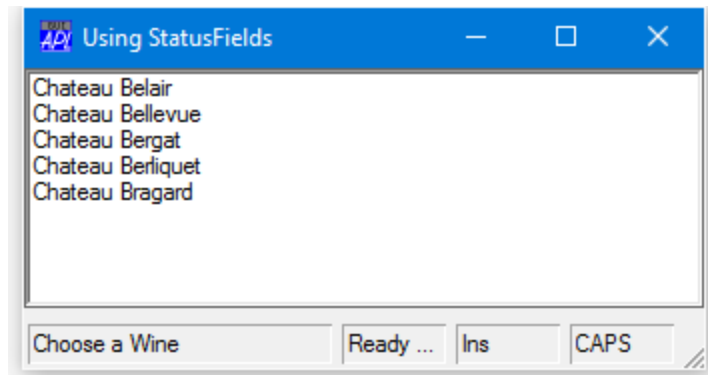 Using StatusFields
Chateau Belair
Chateau Bellevue
Chateau Bergat
Chateau Berliquet
Chateau Bragard
Choose a Wine Ready ... Ins CAPS